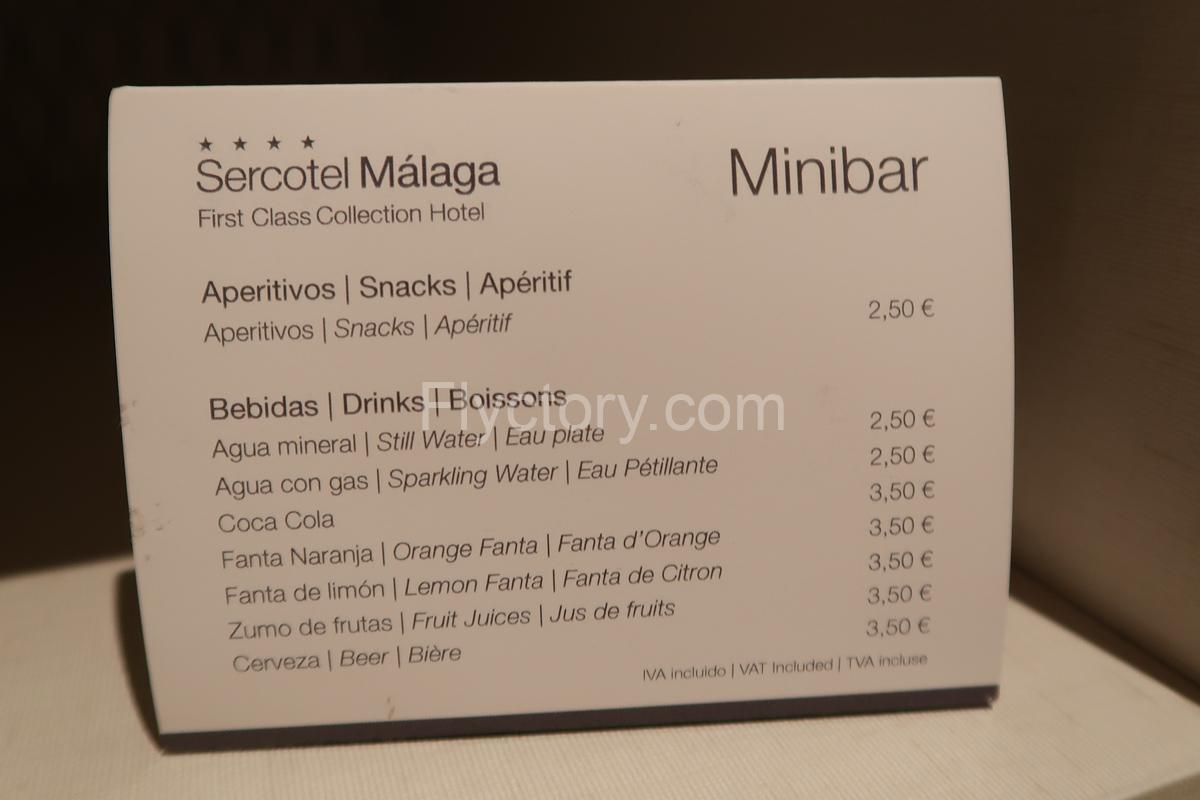 ★ ★ ★ ★
Sercotel Málaga
First Class Collection Hotel
Minibar
Aperitivos | Snacks | Apéritif
Aperitivos | Snacks | Apéritif 2,50 €
Bebidas | Drinks | Boissons
Agua mineral | Still Water | Eau plate 2,50 €
Agua con gas | Sparkling Water | Eau Pétillante 2,50 €
Coca Cola 3,50 €
Fanta Naranja | Orange Fanta | Fanta d'Orange 3,50 €
Fanta de limón | Lemon Fanta | Fanta de Citron 3,50 €
Zumo de frutas | Fruit Juices | Jus de fruits 3,50 €
Cerveza | Beer | Bière 3,50 €
IVA incluido | VAT Included | TVA incluse
Flyctory.com